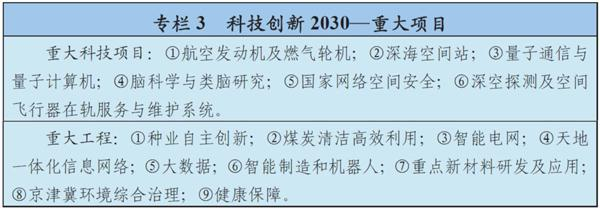 专栏3 科技创新2030—重大项目
重大科技项目：①航空发动机及燃气轮机；②深海空间站；③量子通信与
量子计算机；④脑科学与类脑研究；⑤国家网络空间安全；⑥深空探测及空间
飞行器在轨服务与维护系统。
重大工程：①种业自主创新；②煤炭清洁高效利用；③智能电网；④天地
一体化信息网络；⑤大数据；⑥智能制造和机器人；⑦重点新材料研发及应用；
⑧京津冀环境综合治理；⑨健康保障。